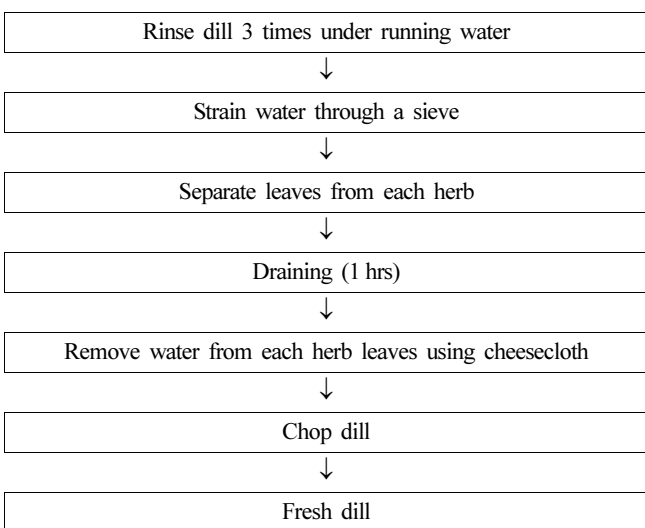 Rinse dill 3 times under running water
↓
Strain water through a sieve
↓
Separate leaves from each herb
↓
Draining (1 hrs)
↓
Remove water from each herb leaves using cheesecloth
↓
Chop dill
↓
Fresh dill